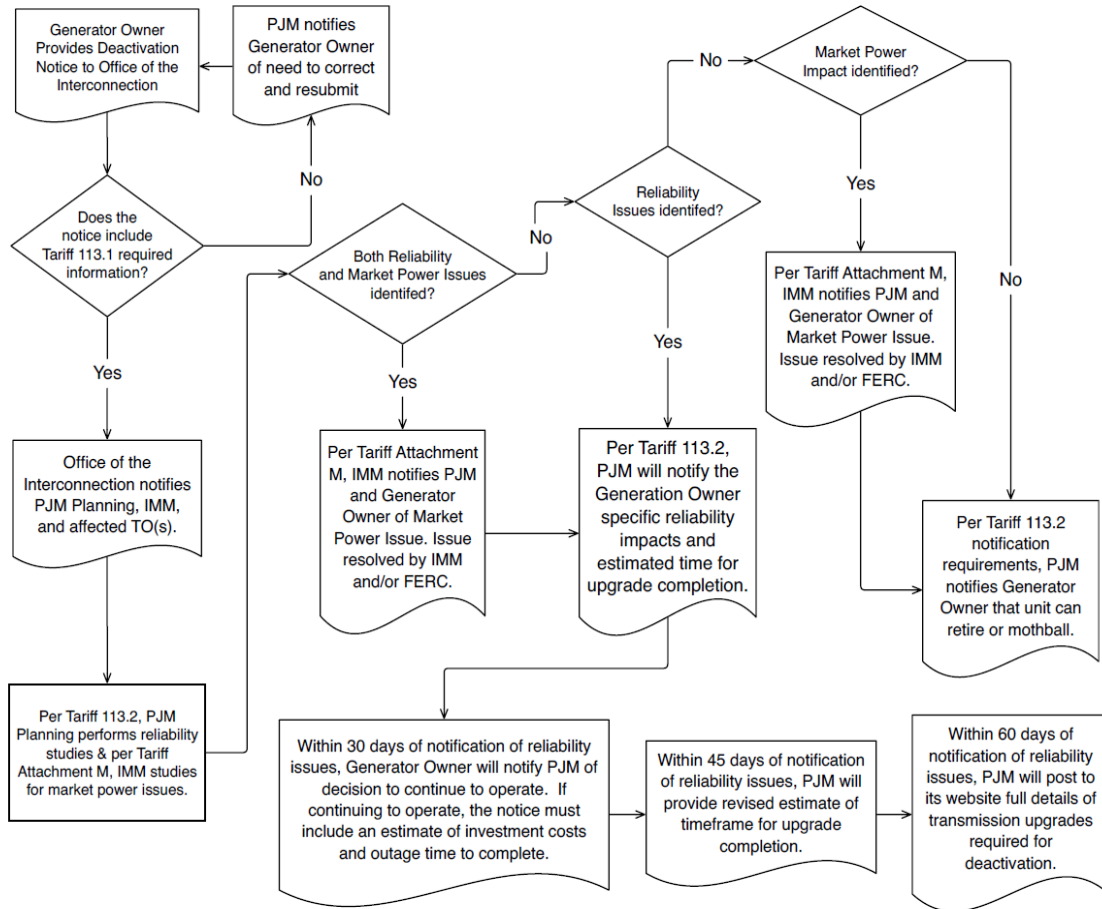 Generator Owner
Provides Deactivation
Notice to Office of the
Interconnection
PJM notifies
Generator Owner
of need to correct
and resubmit
No
Does the
notice include
Tariff 113.1 required
information?
Yes
Office of the
Interconnection notifies
PJM Planning, IMM,
and affected TO(s).
Per Tariff 113.2, PJM
Planning performs reliability
studies & per Tariff
Attachment M, IMM studies
for market power issues.
Both Reliability
and Market Power Issues
identifed?
No
Yes
Per Tariff Attachment
M, IMM notifies PJM
and Generator
Owner of Market
Power Issue. Issue
resolved by IMM
and/or FERC.
Reliability
Issues identifed?
No
Yes
Per Tariff 113.2,
PJM will notify the
Generation Owner
specific reliability
impacts and
estimated time for
upgrade completion.
Market Power
Impact identified?
Yes
No
Per Tariff Attachment M,
IMM notifies PJM and
Generator Owner of
Market Power Issue.
Issue resolved by IMM
and/or FERC.
Per Tariff 113.2
notification
requirements, PJM
notifies Generator
Owner that unit can
retire or mothball.
Within 30 days of notification of reliability
issues, Generator Owner will notify PJM of
decision to continue to operate. If
continuing to operate, the notice must
include an estimate of investment costs
and outage time to complete.
Within 45 days of notification
of reliability issues, PJM will
provide revised estimate of
timeframe for upgrade
completion.
Within 60 days of
notification of reliability
issues, PJM will post to
its website full details of
transmission upgrades
required for
deactivation.